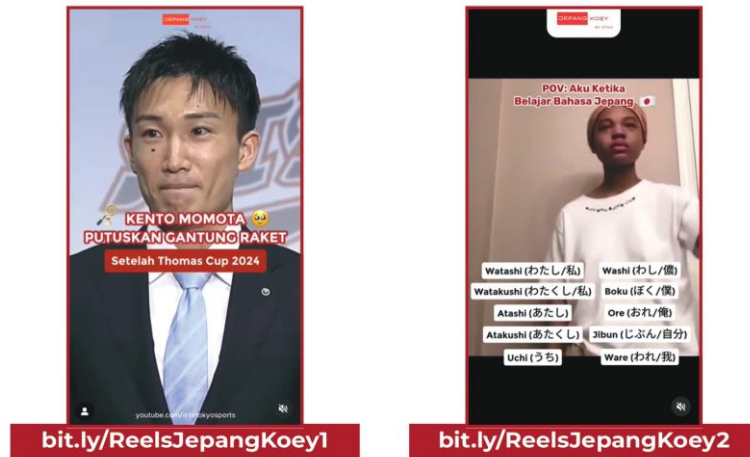 JEPANG KOEY
KENTO MOMOTA
PUTUSKAN GANTUNG RAKET
Setelah Thomas Cup 2024
bit.ly/ReelsJepangKoey1
JEPANG KOEY
POV: Aku Ketika
Belajar Bahasa Jepang
Watashi (わたし/私)
Washi (わし/儂)
Watakushi (わたくし/私)
Boku (ぼく/僕)
Atashi (あたし)
Ore (おれ/俺)
Atakushi (あたくし)
Jibun (じぶん/自分)
Uchi (うち)
Ware (われ/我)
bit.ly/ReelsJepangKoey2